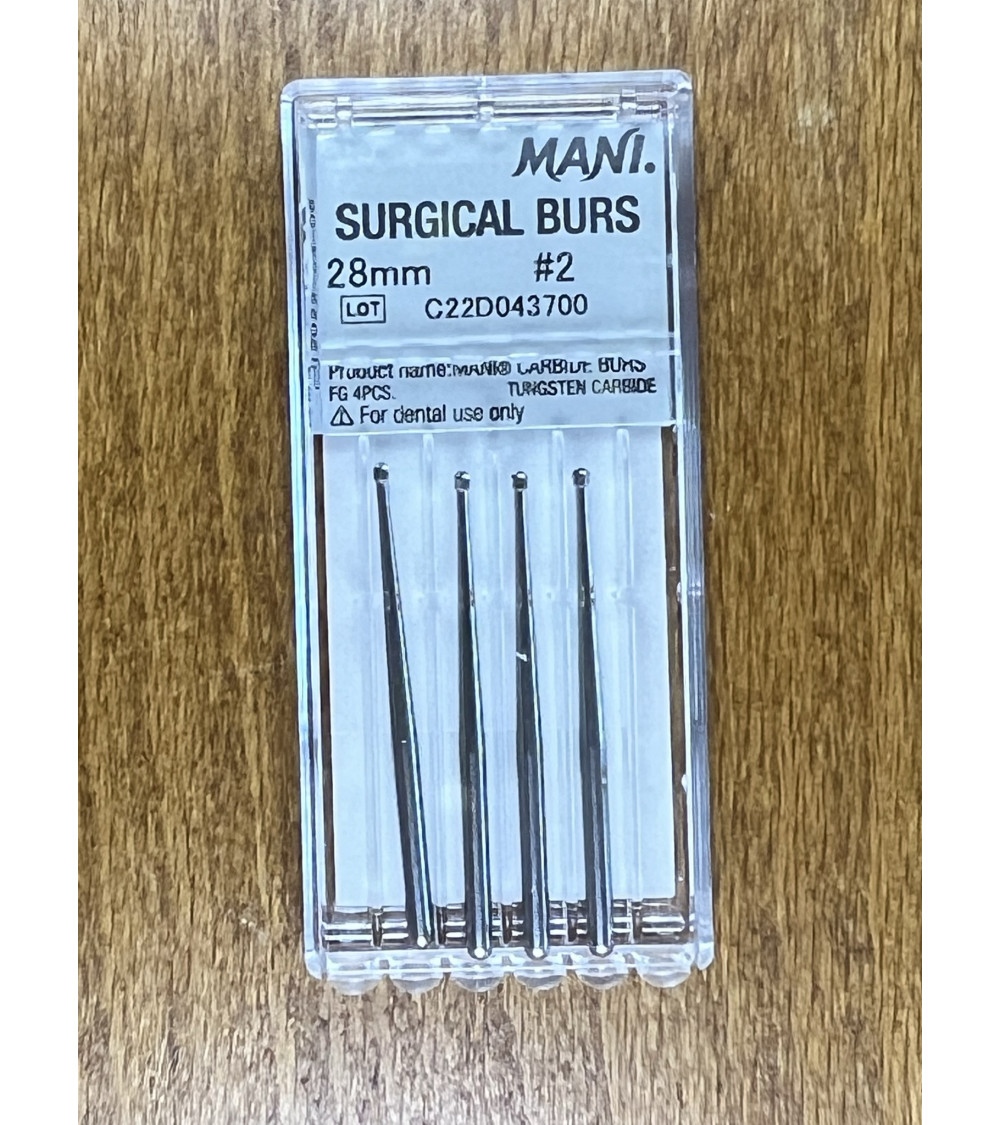 MANI.
SURGICAL BURS
28mm #2
LOT C22D043700
Product name:MANI® CARBIDE BURS
FG 4PCS. TUNGSTEN CARBIDE
⚠ For dental use only